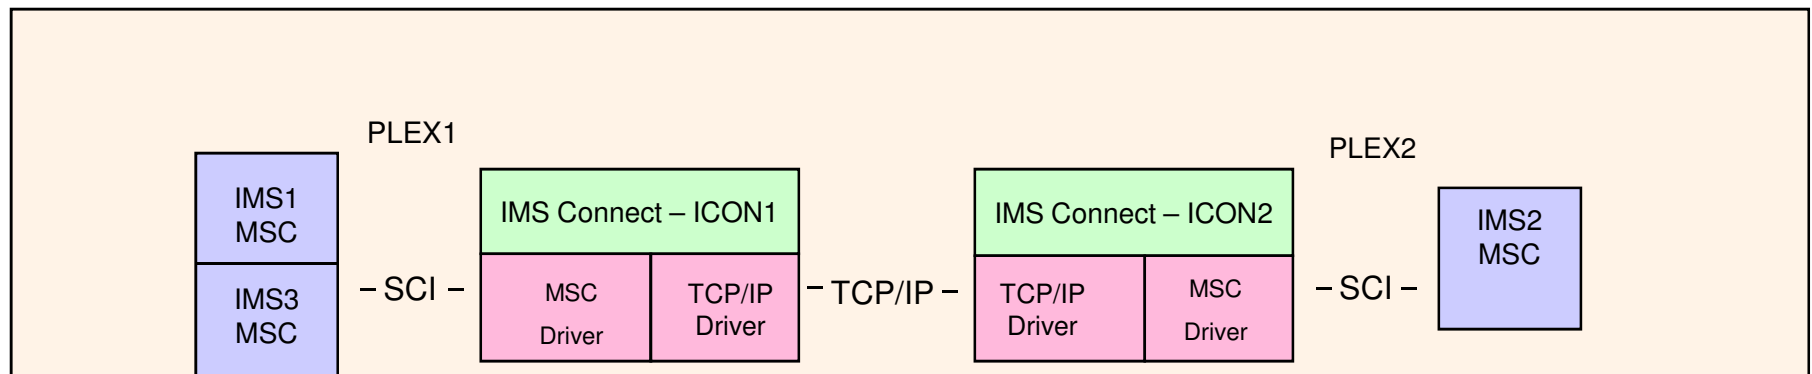 PLEX1
PLEX2
IMS1
MSC
IMS3
MSC
– SCI –
IMS Connect – ICON1
MSC
Driver
TCP/IP
Driver
– TCP/IP –
IMS Connect – ICON2
TCP/IP
Driver
MSC
Driver
– SCI –
IMS2
MSC